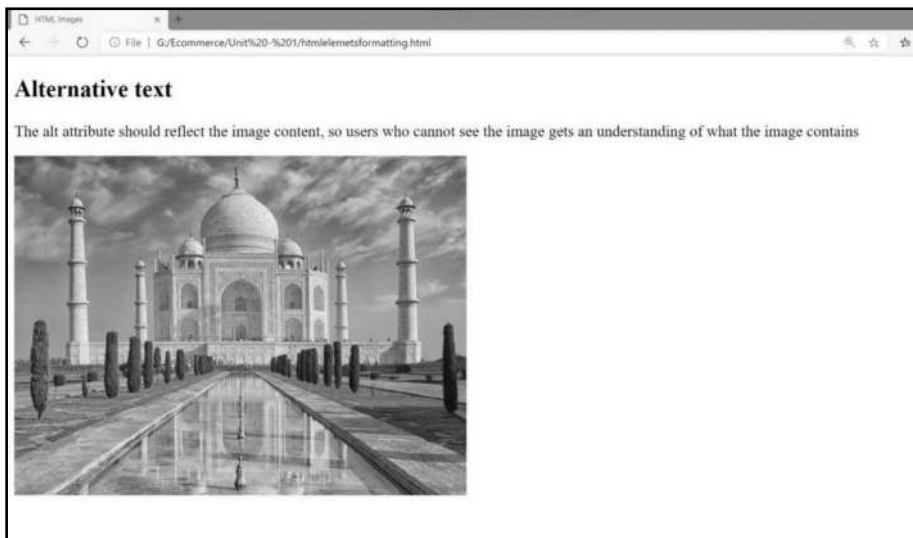 HTML Images
File | G:/Ecommerce/Unit%20-%201/htmlelemetsformatting.html
Alternative text
The alt attribute should reflect the image content, so users who cannot see the image gets an understanding of what the image contains